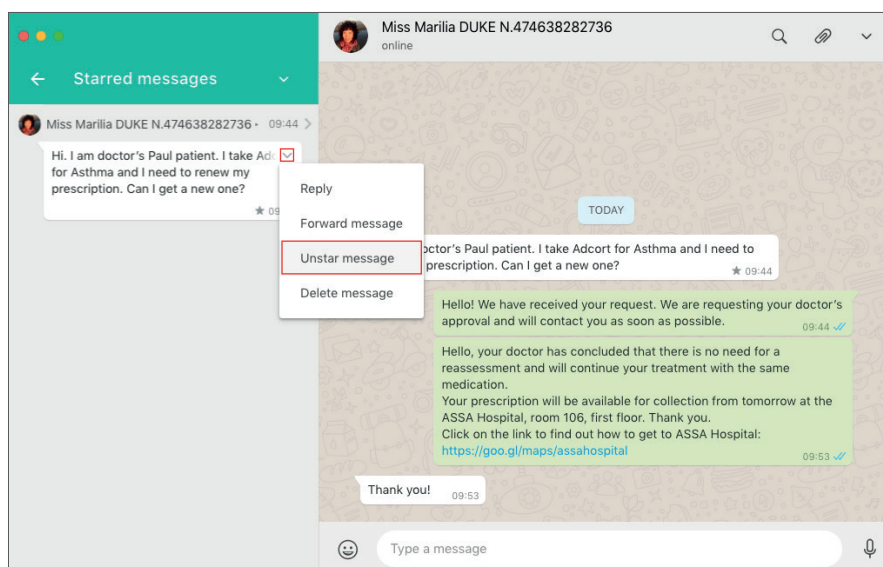 Starred messages
Miss Marilia DUKE N.474638282736 • 09:44
Hi. I am doctor's Paul patient. I take Adc
for Asthma and I need to renew my
prescription. Can I get a new one?
★ 09
Reply
Forward message
Unstar message
Delete message
Miss Marilia DUKE N.474638282736
online
TODAY
octor's Paul patient. I take Adcort for Asthma and I need to
prescription. Can I get a new one?
★ 09:44
Hello! We have received your request. We are requesting your doctor's
approval and will contact you as soon as possible.
09:44
Hello, your doctor has concluded that there is no need for a
reassessment and will continue your treatment with the same
medication.
Your prescription will be available for collection from tomorrow at the
ASSA Hospital, room 106, first floor. Thank you.
Click on the link to find out how to get to ASSA Hospital:
https://goo.gl/maps/assahospital
09:53
Thank you! 09:53
Type a message